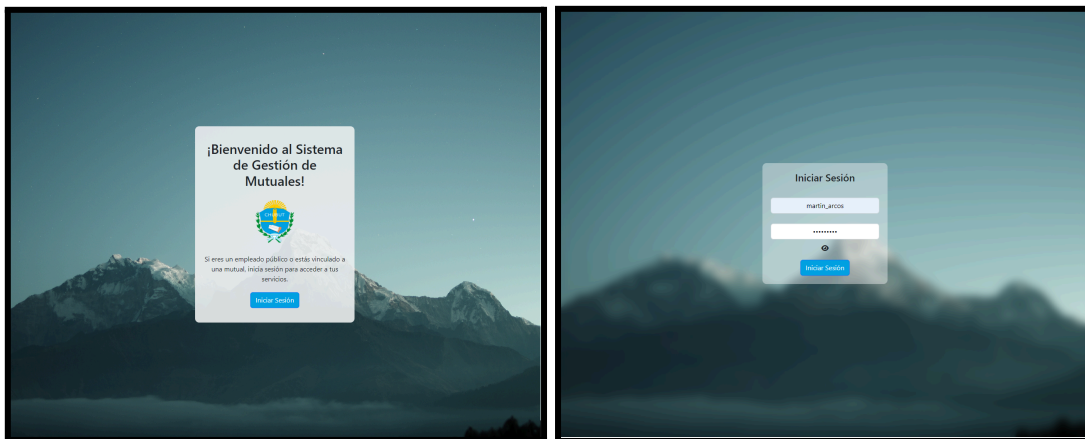 ¡Bienvenido al Sistema
de Gestión de
Mutuales!
CHUBUT
Si eres un empleado público o estás vinculado a
una mutual, inicia sesión para acceder a tus
servicios.
Iniciar Sesión
Iniciar Sesión
martin_arcos
•••••••••
Iniciar Sesión